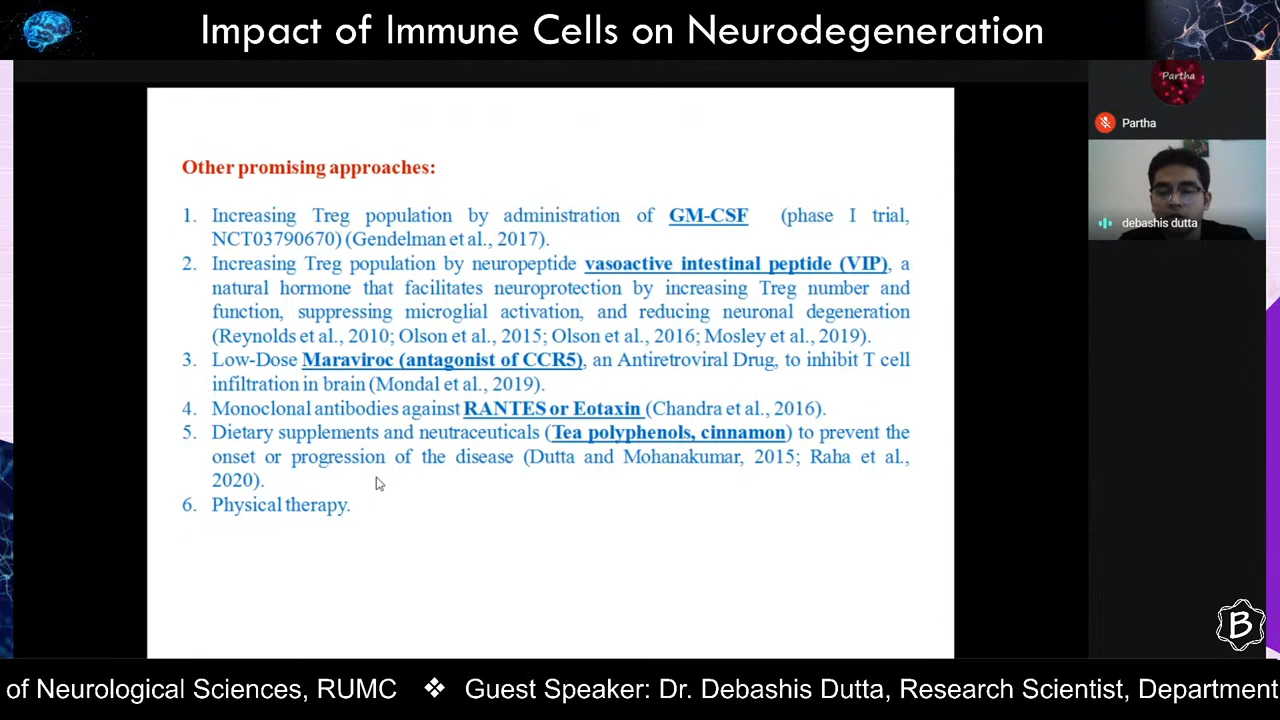 Impact of Immune Cells on Neurodegeneration
Partha
Partha
debashis dutta
Other promising approaches:
1. Increasing Treg population by administration of GM-CSF (phase I trial,
NCT03790670) (Gendelman et al., 2017).
2. Increasing Treg population by neuropeptide vasoactive intestinal peptide (VIP), a
natural hormone that facilitates neuroprotection by increasing Treg number and
function, suppressing microglial activation, and reducing neuronal degeneration
(Reynolds et al., 2010; Olson et al., 2015; Olson et al., 2016; Mosley et al., 2019).
3. Low-Dose Maraviroc (antagonist of CCR5), an Antiretroviral Drug, to inhibit T cell
infiltration in brain (Mondal et al., 2019).
4. Monoclonal antibodies against RANTES or Eotaxin (Chandra et al., 2016).
5. Dietary supplements and neutraceuticals (Tea polyphenols, cinnamon) to prevent the
onset or progression of the disease (Dutta and Mohanakumar, 2015; Raha et al.,
2020).
6. Physical therapy.
B
of Neurological Sciences, RUMC ❖ Guest Speaker: Dr. Debashis Dutta, Research Scientist, Department